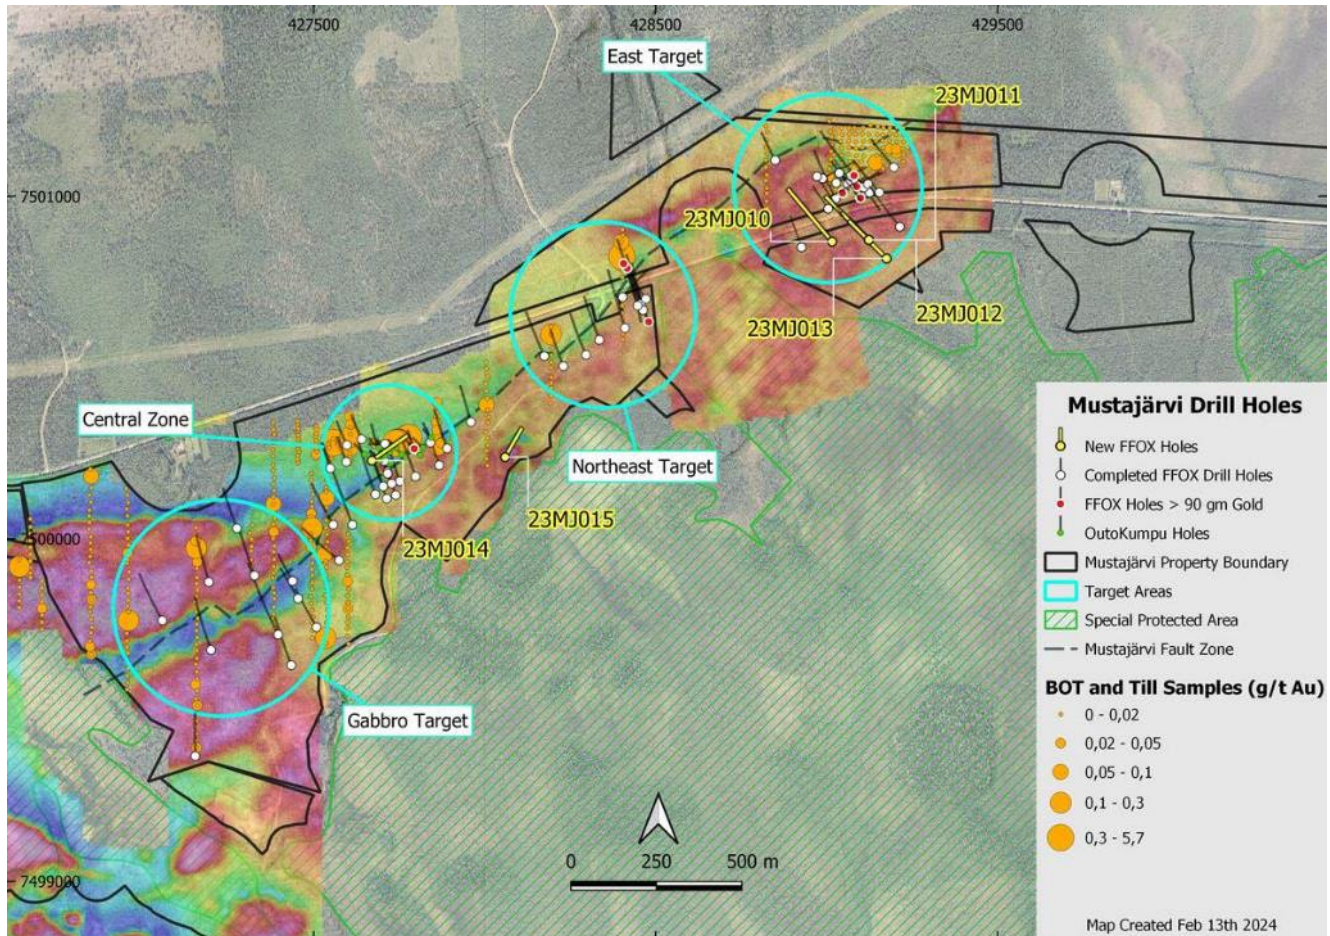 427500
428500
429500
East Target
23MJ011
7501000
23MJ010
23MJ013
23MJ012
Central Zone
Northeast Target
23MJ015
23MJ014
7500000
Gabbro Target
7499000
0 250 500 m
Mustajärvi Drill Holes
New FFOX Holes
Completed FFOX Drill Holes
FFOX Holes > 90 gm Gold
OutoKumpu Holes
Mustajärvi Property Boundary
Target Areas
Special Protected Area
Mustajärvi Fault Zone
BOT and Till Samples (g/t Au)
0 - 0,02
0,02 - 0,05
0,05 - 0,1
0,1 - 0,3
0,3 - 5,7
Map Created Feb 13th 2024